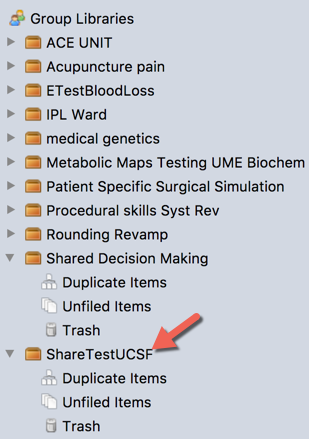 Group Libraries
ACE UNIT
Acupuncture pain
ETestBloodLoss
IPL Ward
medical genetics
Metabolic Maps Testing UME Biochem
Patient Specific Surgical Simulation
Procedural skills Syst Rev
Rounding Revamp
Shared Decision Making
Duplicate Items
Unfiled Items
Trash
ShareTestUCSF
Duplicate Items
Unfiled Items
Trash